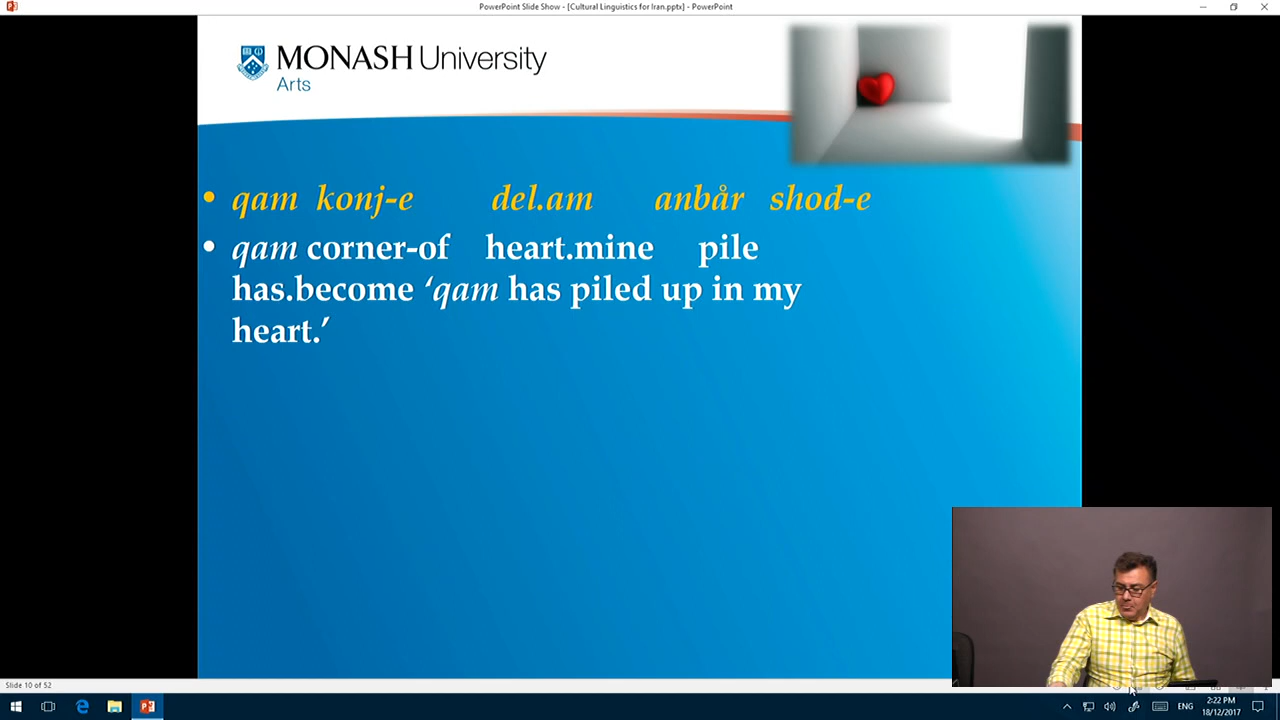 PowerPoint Slide Show - [Cultural Linguistics for Iran.pptx] - PowerPoint
MONASH University
Arts
• qam konj-e del.am anbår shod-e
• qam corner-of heart.mine pile
has.become ‘qam has piled up in my
heart.’
Slide 10 of 52
ENG
2:22 PM
18/12/2017